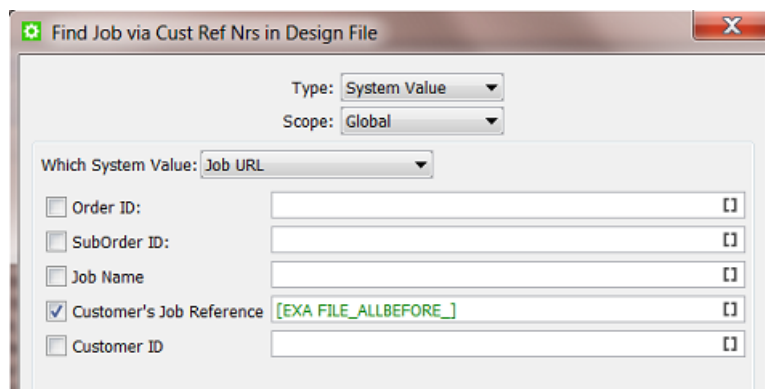 Find Job via Cust Ref Nrs in Design File
Type: System Value
Scope: Global
Which System Value: Job URL
Order ID: []
SubOrder ID: []
Job Name []
Customer's Job Reference [EXA FILE_ALLBEFORE_] []
Customer ID []